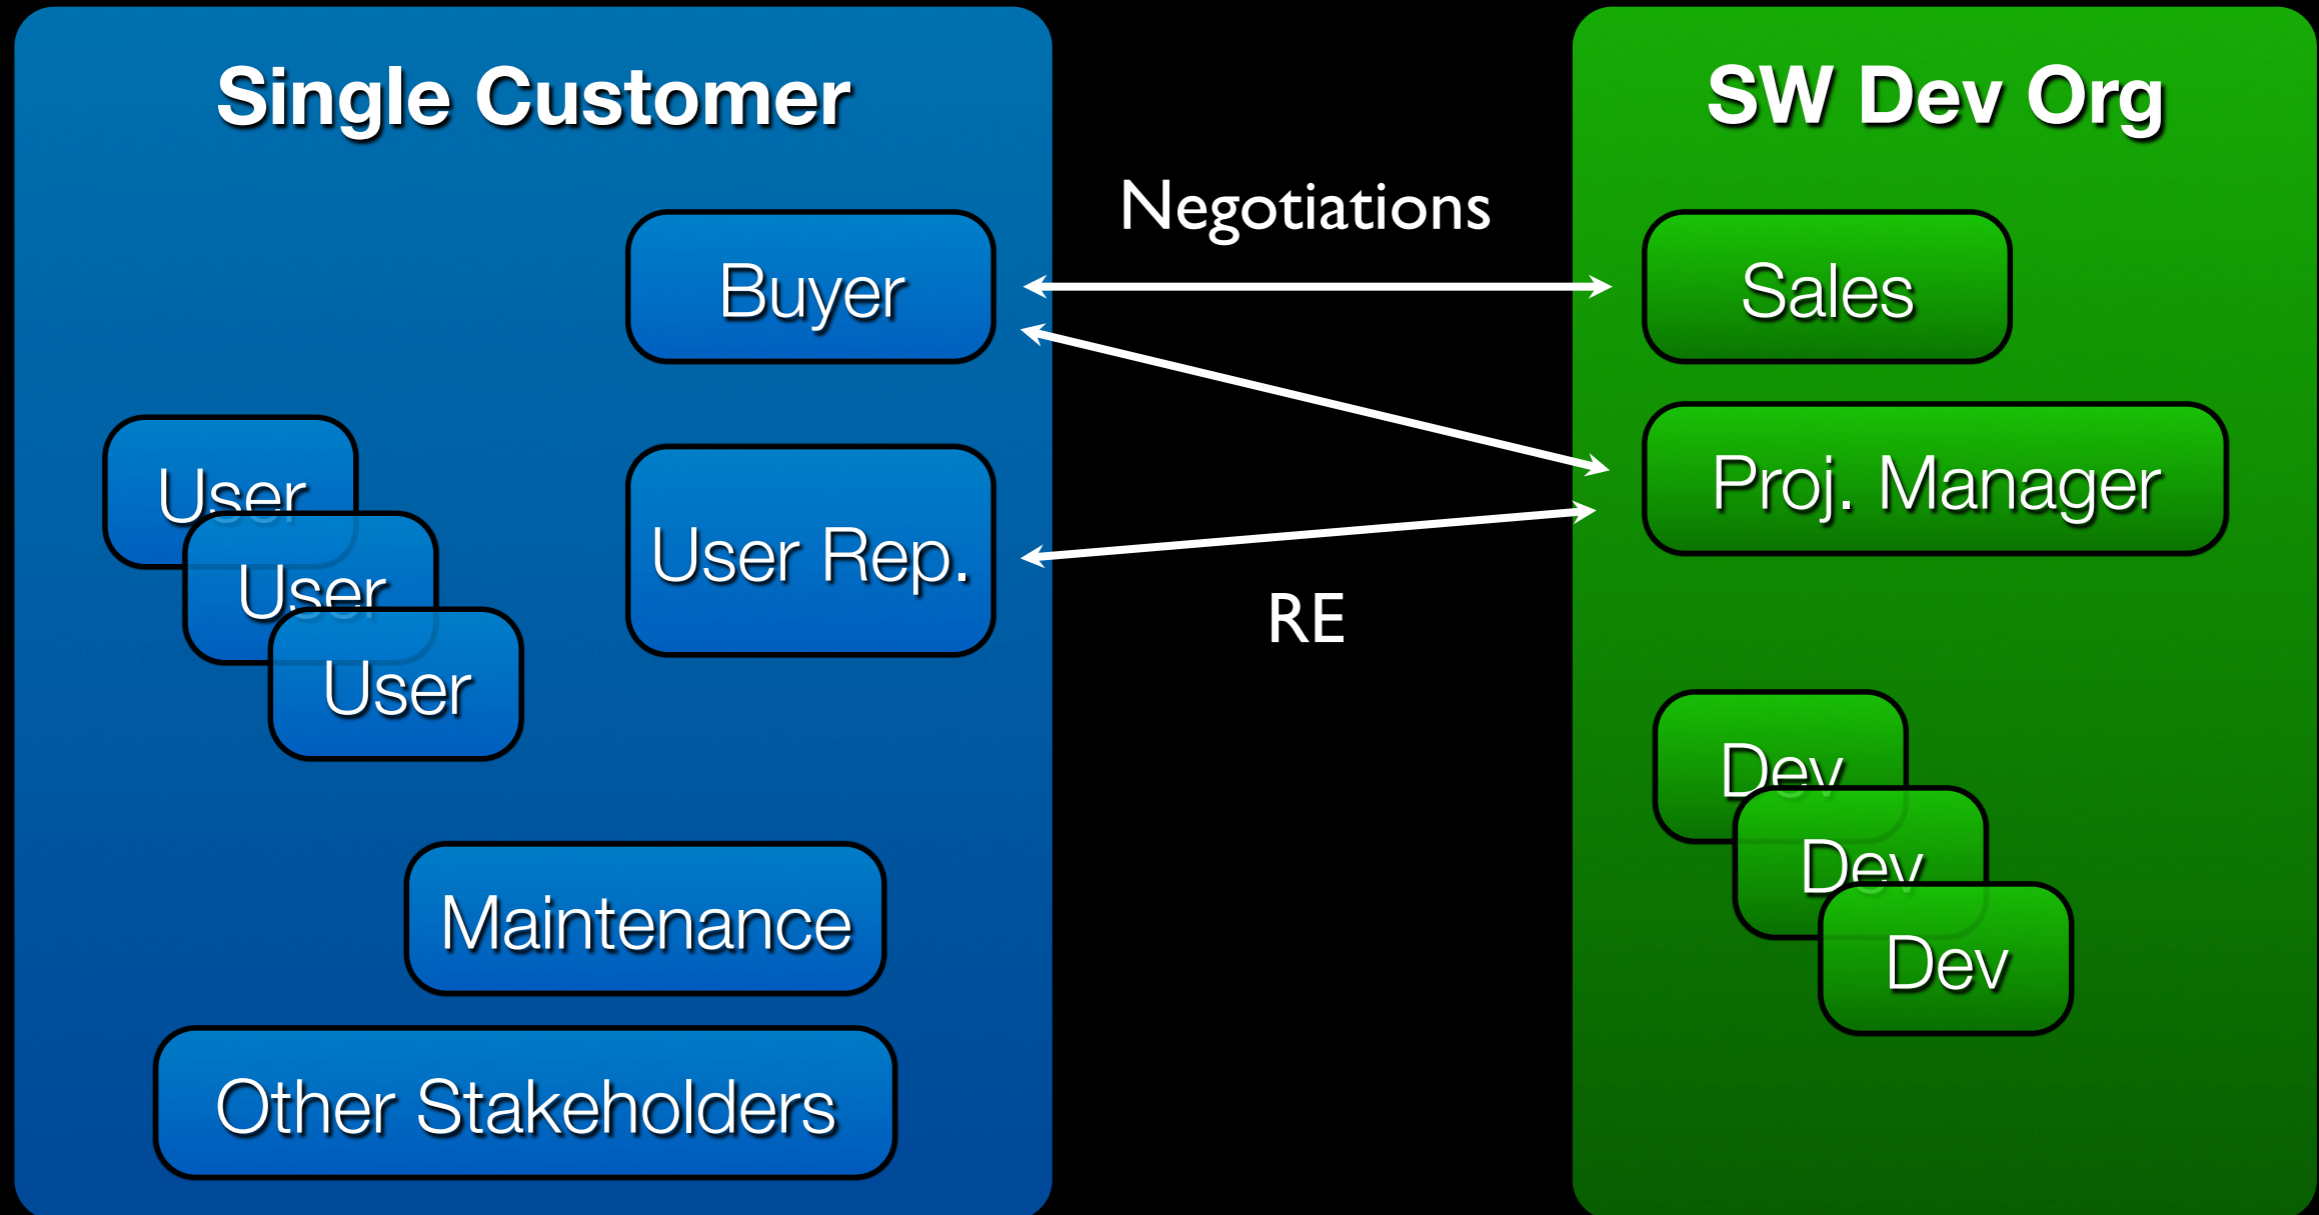 Single Customer
Buyer
User
User
User
User Rep.
Maintenance
Other Stakeholders
Negotiations
RE
SW Dev Org
Sales
Proj. Manager
Dev
Dev
Dev